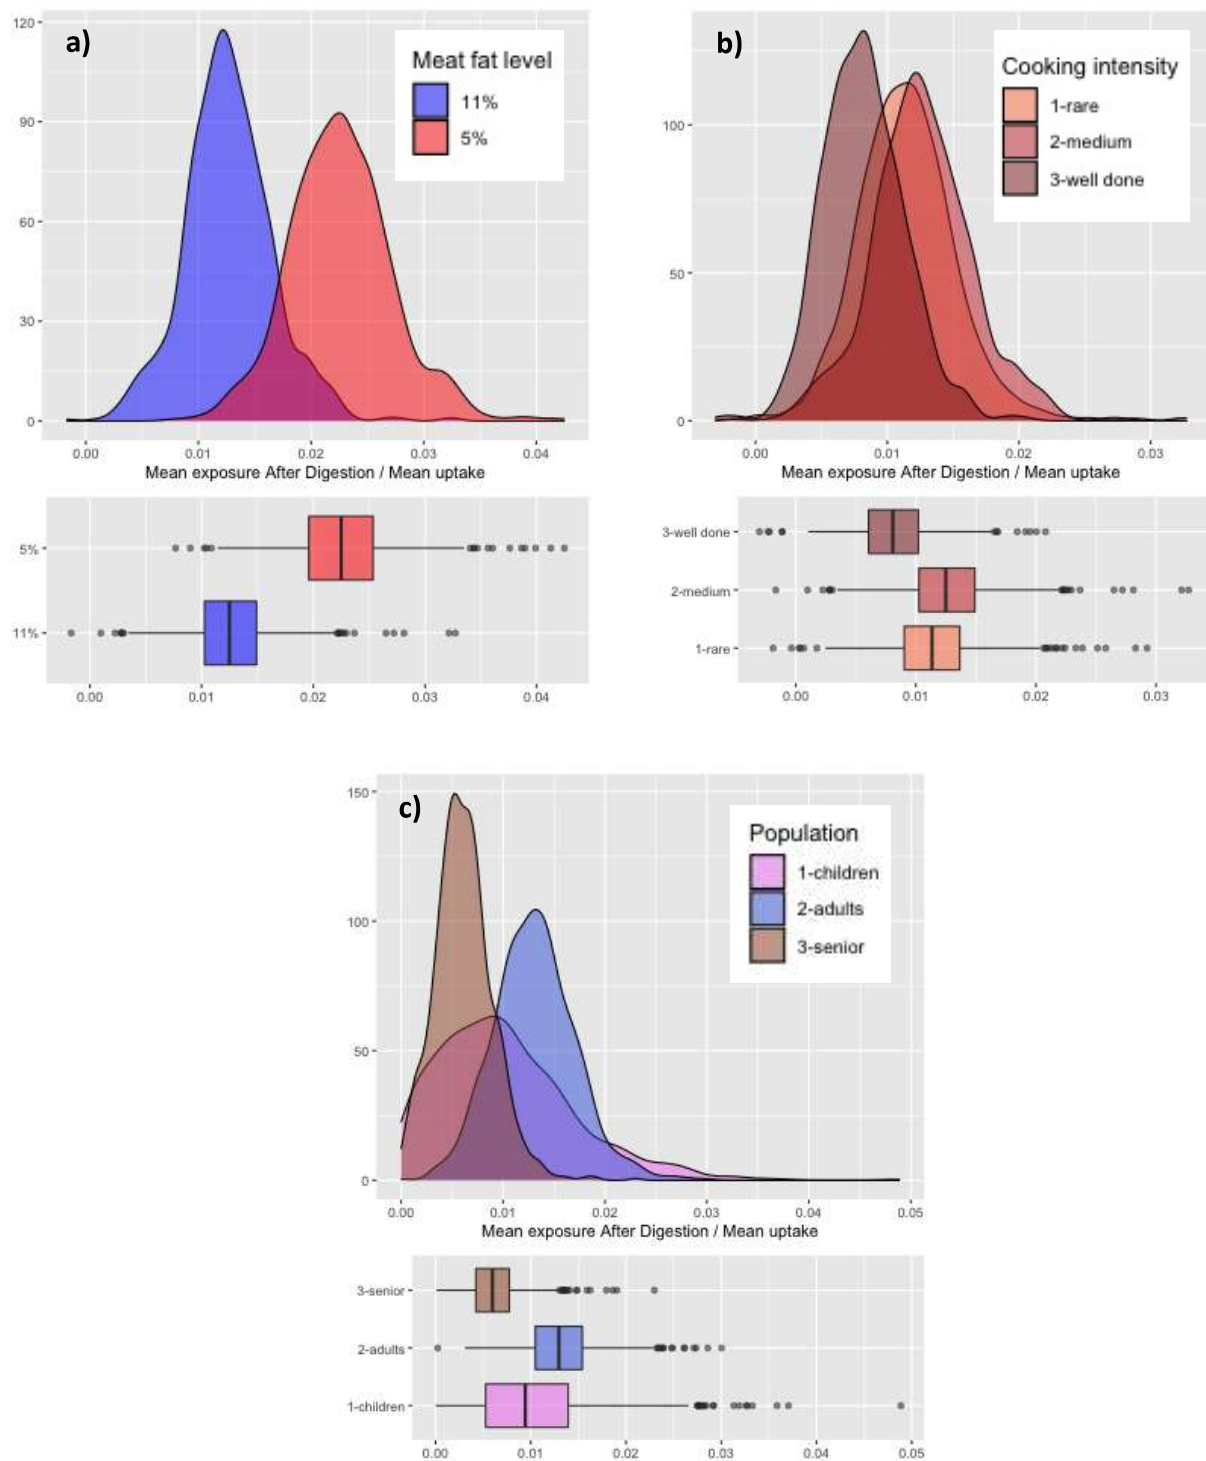 a)
Meat fat level
11%
5%
120
90
60
30
0
0.00 0.01 0.02 0.03 0.04
Mean exposure After Digestion / Mean uptake
5%
11%
0.00 0.01 0.02 0.03 0.04
b)
Cooking intensity
1-rare
2-medium
3-well done
100
50
0
0.00 0.01 0.02 0.03
Mean exposure After Digestion / Mean uptake
3-well done
2-medium
1-rare
0.00 0.01 0.02 0.03
c)
Population
1-children
2-adults
3-senior
150
100
50
0
0.00 0.01 0.02 0.03 0.04 0.05
Mean exposure After Digestion / Mean uptake
3-senior
2-adults
1-children
0.00 0.01 0.02 0.03 0.04 0.05